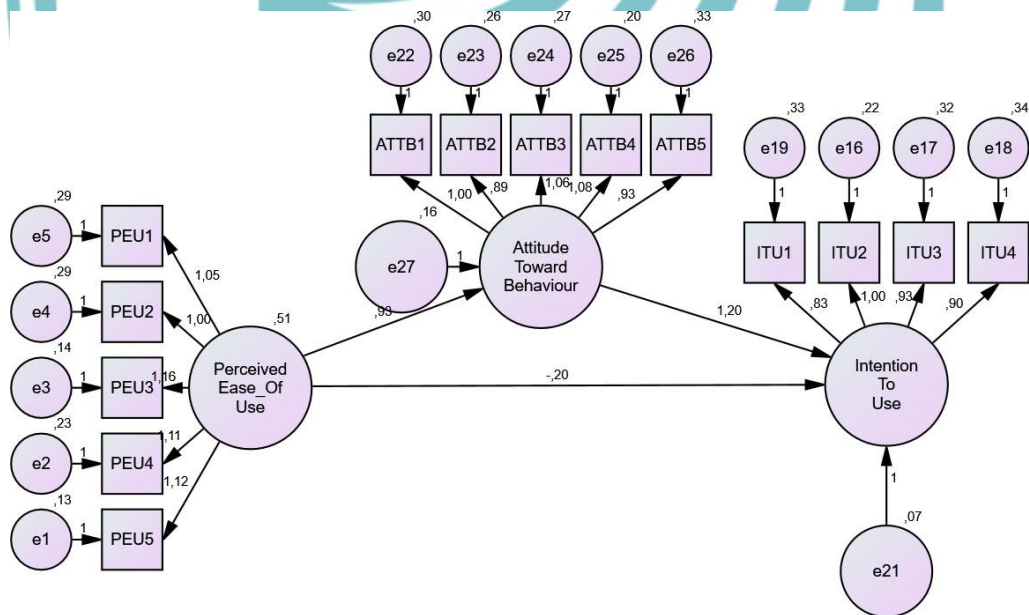 ,30
,26
,27
,20
,33
e22
e23
e24
e25
e26
1
1
1
1
1
ATTB1
ATTB2
ATTB3
ATTB4
ATTB5
1,00
,89
1,06
1,08
,93
,33
,22
,32
,34
e19
e16
e17
e18
1
1
1
1
ITU1
ITU2
ITU3
ITU4
,83
1,00
,93
,90
,16
e27
1
Attitude
Toward
Behaviour
,29
e5
1
PEU1
1,05
,29
e4
1
PEU2
1,00
,14
e3
1
PEU3
1,16
,23
e2
1
PEU4
1,11
,13
e1
1
PEU5
1,12
,51
Perceived
Ease_Of
Use
,93
1,20
-,20
Intention
To
Use
1
,07
e21